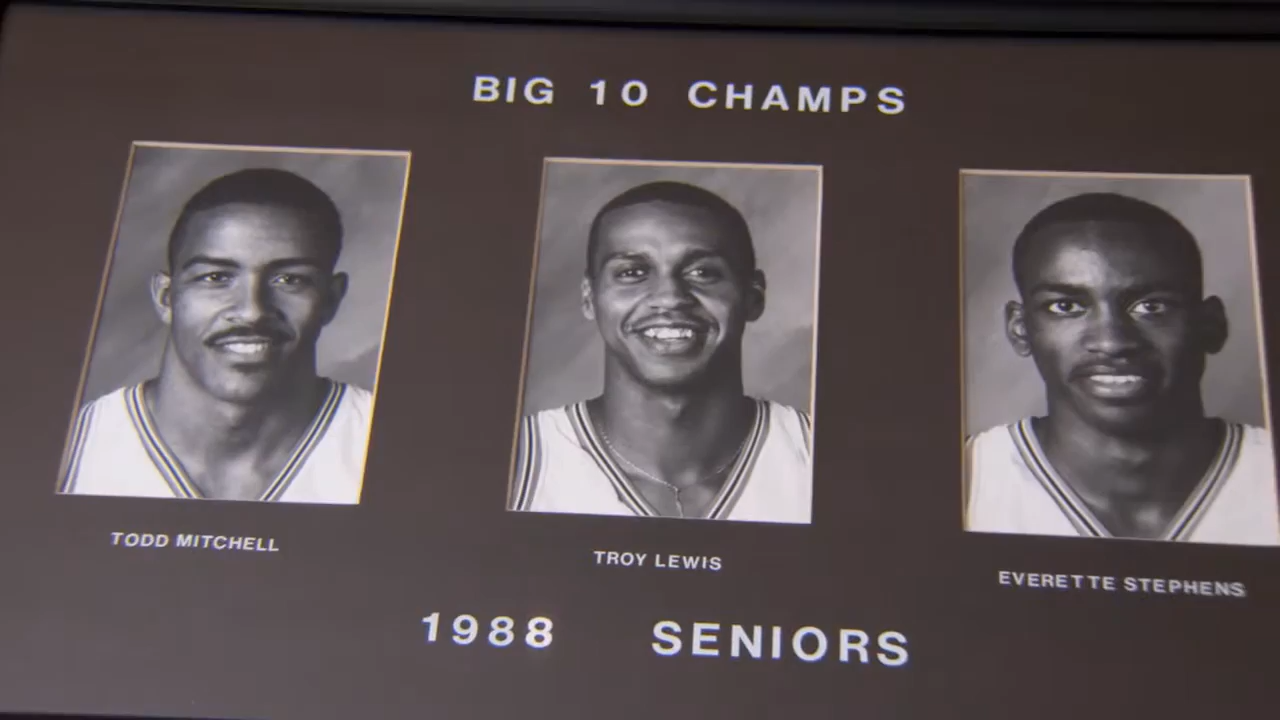 BIG 10 CHAMPS
TODD MITCHELL
TROY LEWIS
EVERETTE STEPHENS
1988 SENIORS